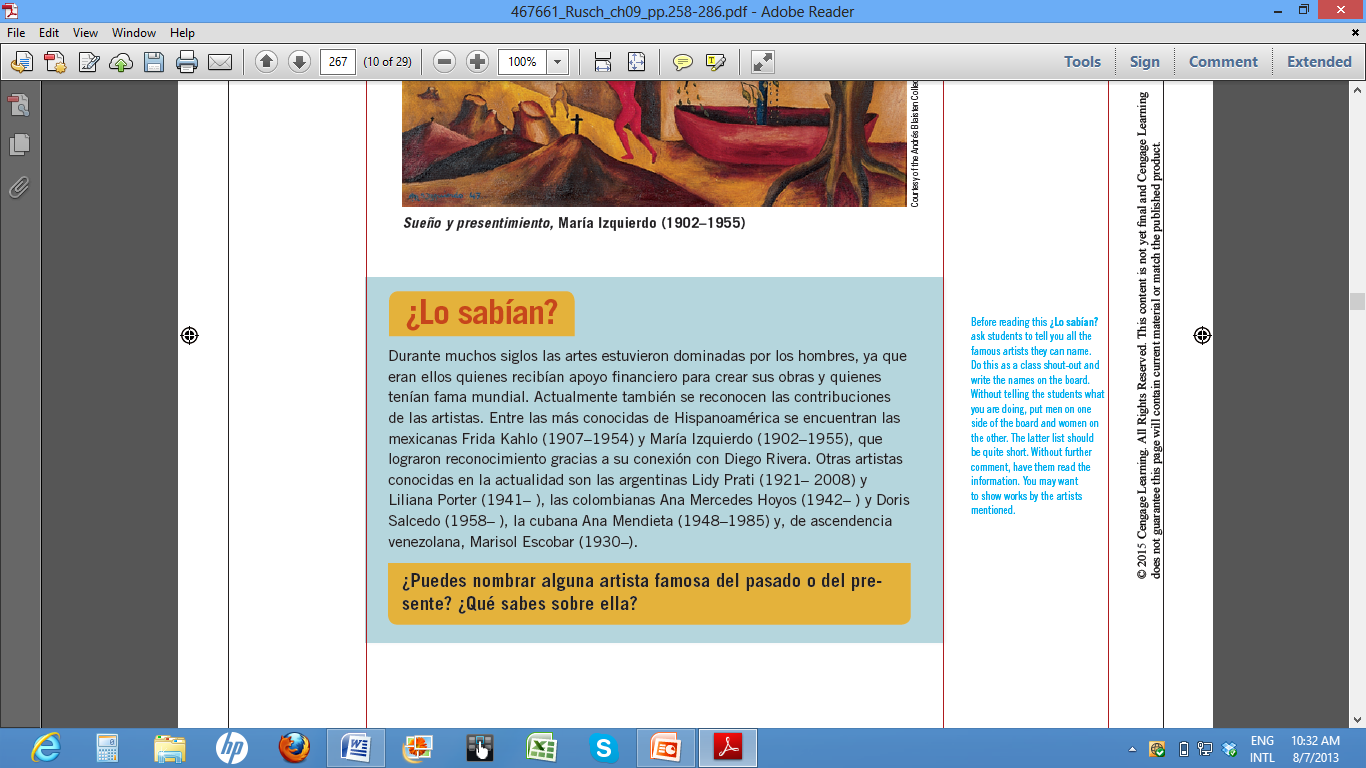 467661_Rusch_ch09_pp.258-286.pdf - Adobe Reader
File Edit View Window Help
267 (10 of 29) 100% Tools Sign Comment Extended
Courtesy of the Andrés Blaisten
Sueño y presentimiento, María Izquierdo (1902–1955)
¿Lo sabían?
Durante muchos siglos las artes estuvieron dominadas por los hombres, ya que
eran ellos quienes recibían apoyo financiero para crear sus obras y quienes
tenían fama mundial. Actualmente también se reconocen las contribuciones
de las artistas. Entre las más conocidas de Hispanoamérica se encuentran las
mexicanas Frida Kahlo (1907–1954) y María Izquierdo (1902–1955), que
lograron reconocimiento gracias a su conexión con Diego Rivera. Otras artistas
conocidas en la actualidad son las argentinas Lidy Prati (1921– 2008) y
Liliana Porter (1941– ), las colombianas Ana Mercedes Hoyos (1942– ) y Doris
Salcedo (1958– ), la cubana Ana Mendieta (1948–1985) y, de ascendencia
venezolana, Marisol Escobar (1930–).
¿Puedes nombrar alguna artista famosa del pasado o del pre-
sente? ¿Qué sabes sobre ella?
Before reading this ¿Lo sabían?
ask students to tell you all the
famous artists they can name.
Do this as a class shout-out and
write the names on the board.
Without telling the students what
you are doing, put men on one
side of the board and women on
the other. The latter list should
be quite short. Without further
comment, have them read the
information. You may want
to show works by the artists
mentioned.
© 2015 Cengage Learning. All Rights Reserved. This content is not yet final and Cengage Learning
does not guarantee this page will contain current material or match the published product.
ENG 10:32 AM
INTL 8/7/2013